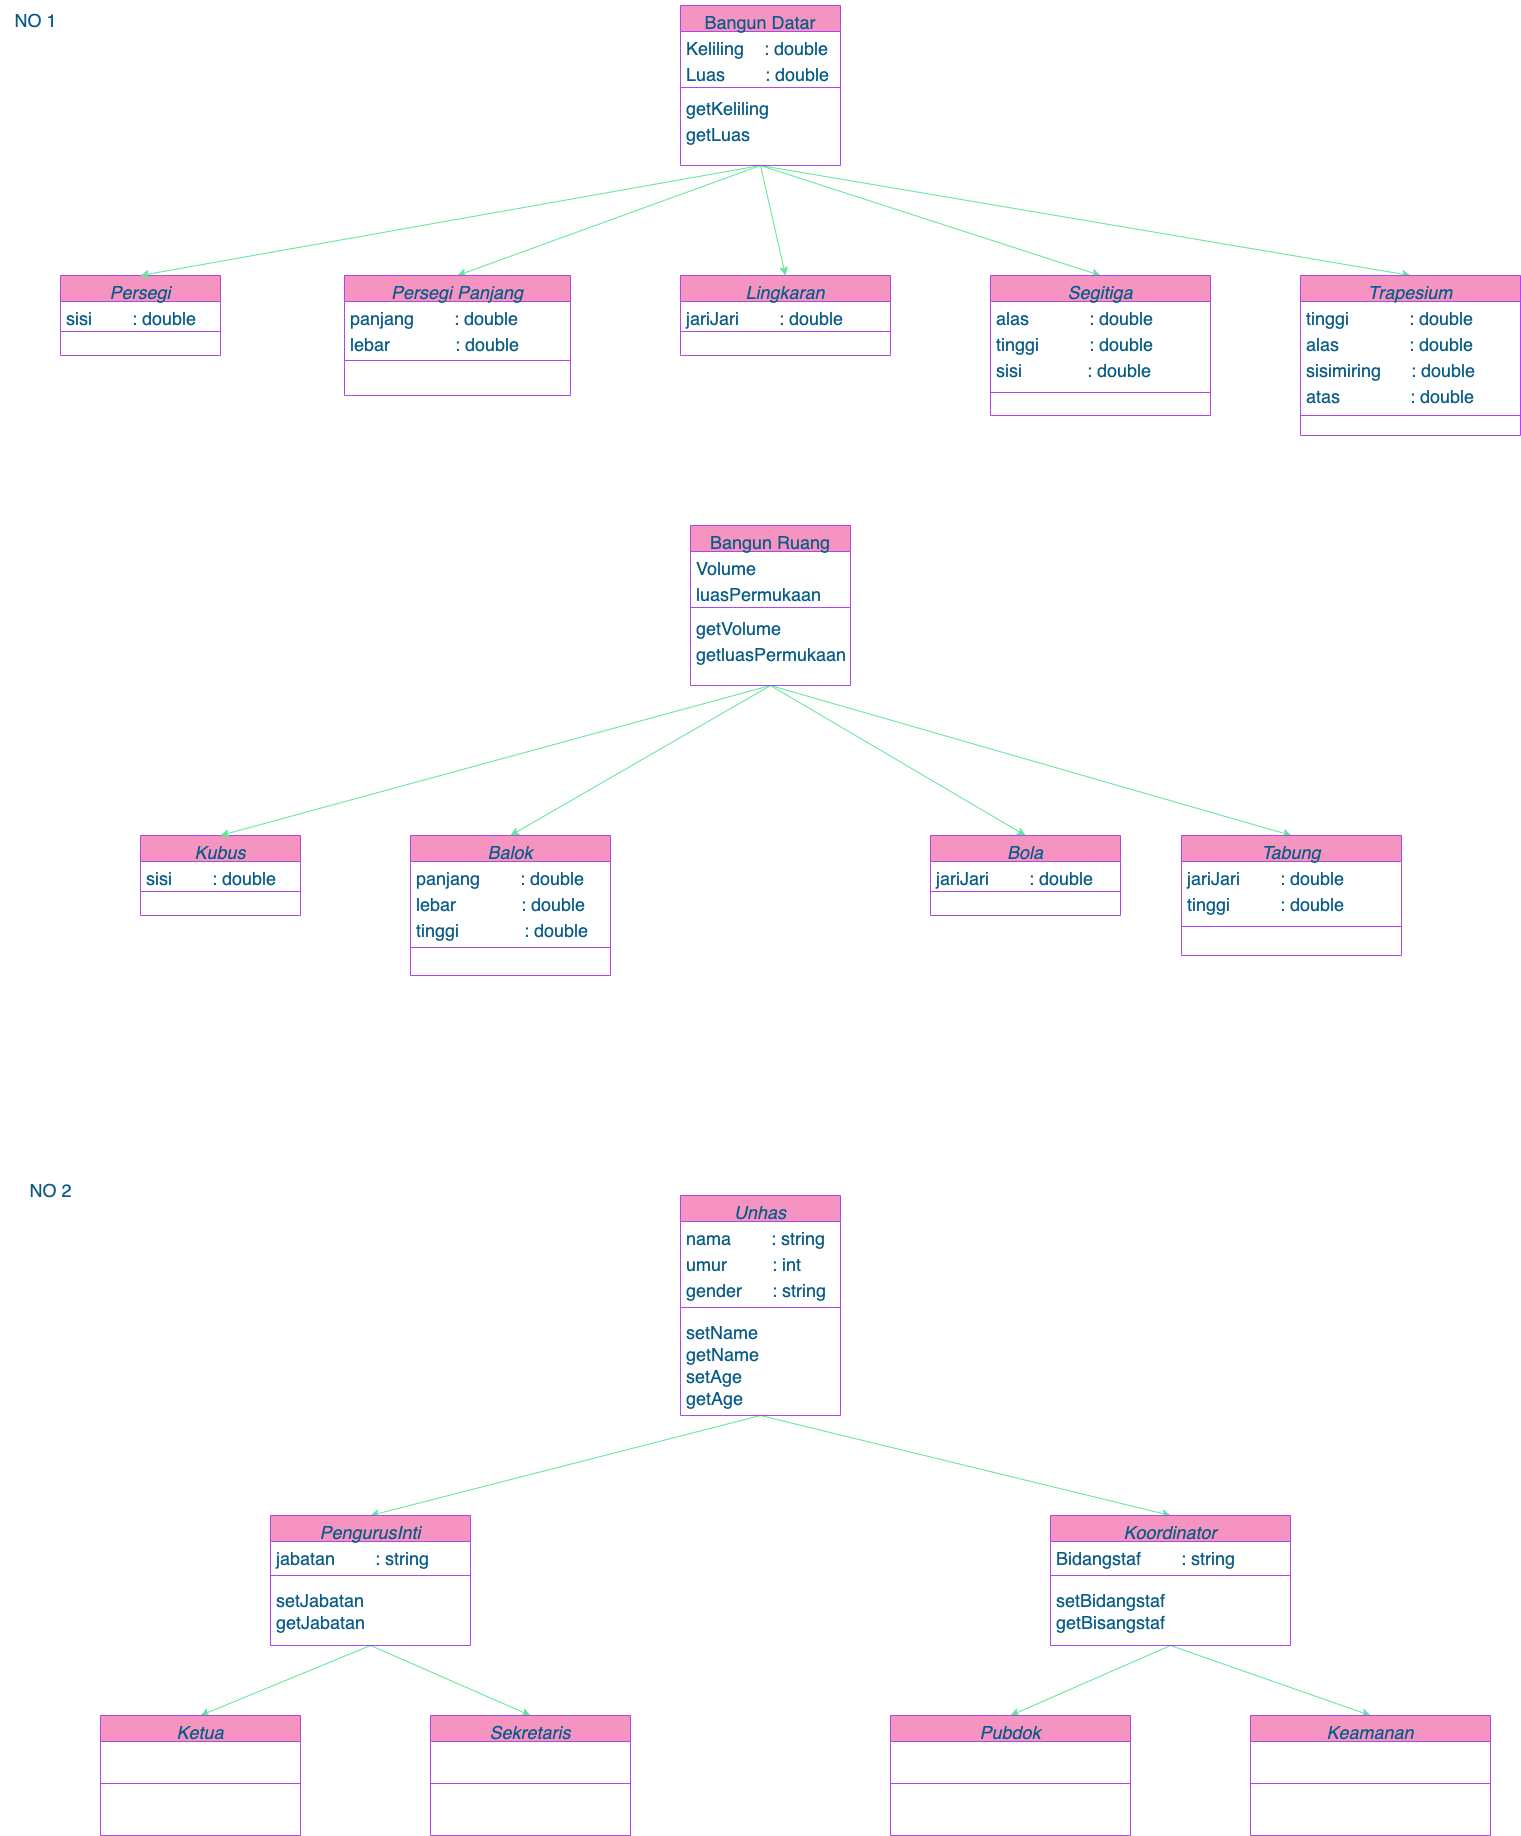 NO 1
Bangun Datar
Keliling : double
Luas : double
getKeliling
getLuas
Persegi
sisi : double
Persegi Panjang
panjang : double
lebar : double
Lingkaran
jariJari : double
Segitiga
alas : double
tinggi : double
sisi : double
Trapesium
tinggi : double
alas : double
sisimiring : double
atas : double
Bangun Ruang
Volume
luasPermukaan
getVolume
getluasPermukaan
Kubus
sisi : double
Balok
panjang : double
lebar : double
tinggi : double
Bola
jariJari : double
Tabung
jariJari : double
tinggi : double
NO 2
Unhas
nama : string
umur : int
gender : string
setName
getName
setAge
getAge
PengurusInti
jabatan : string
setJabatan
getJabatan
Koordinator
Bidangstaf : string
setBidangstaf
getBisangstaf
Ketua
Sekretaris
Pubdok
Keamanan